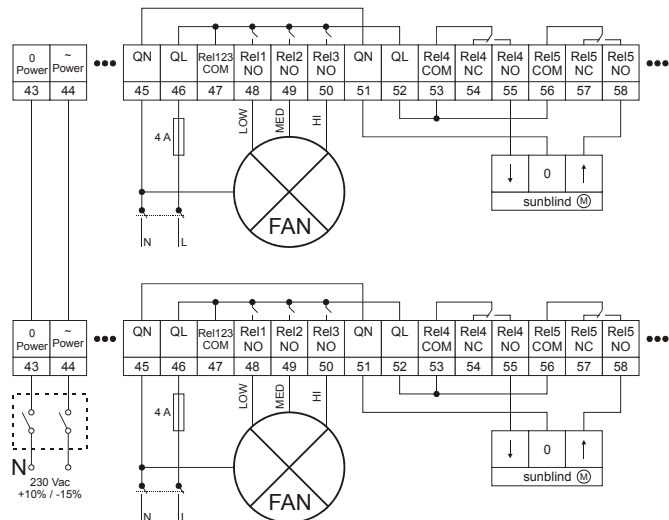 0 Power ~ Power ••• QN QL Rel123 COM Rel1 NO Rel2 NO Rel3 NO QN QL Rel4 COM Rel4 NC Rel4 NO Rel5 COM Rel5 NC Rel5 NO •••
43 44 45 46 47 48 49 50 51 52 53 54 55 56 57 58
4 A LOW MED HI
↓ 0 ↑
sunblind M
FAN
N L
0 Power ~ Power ••• QN QL Rel123 COM Rel1 NO Rel2 NO Rel3 NO QN QL Rel4 COM Rel4 NC Rel4 NO Rel5 COM Rel5 NC Rel5 NO •••
43 44 45 46 47 48 49 50 51 52 53 54 55 56 57 58
4 A LOW MED HI
↓ 0 ↑
sunblind M
N
230 Vac
+10% / -15%
FAN
N L